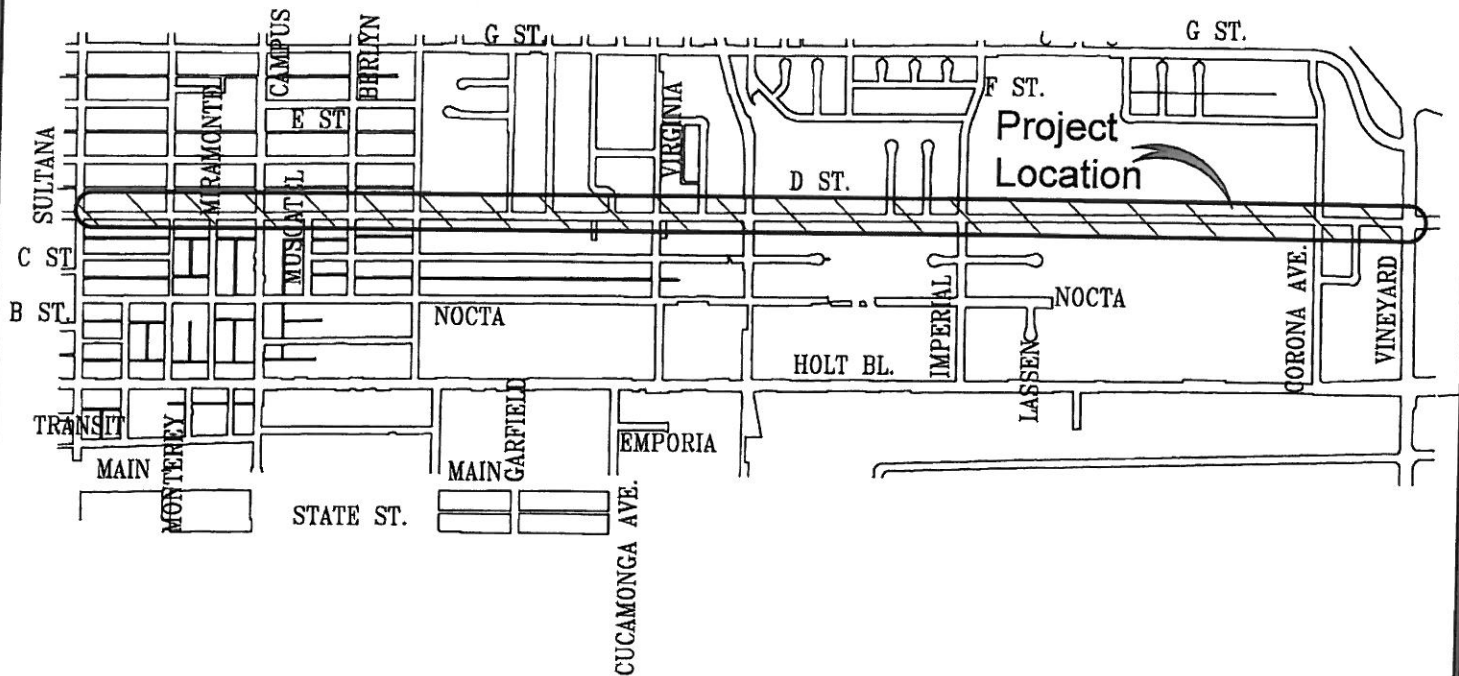 G ST.
G ST.
CAMPUS
BERLYN
MIRAMONTE
E ST
VIRGINIA
F ST.
Project
Location
SULTANA
D ST.
MUSCATEL
C ST
B ST.
NOCTA
NOCTA
IMPERIAL
CORONA AVE.
VINEYARD
HOLT BL.
LASSEN
TRANSIT
MONTEREY
GARFIELD
EMPORIA
MAIN
MAIN
STATE ST.
CUCAMONGA AVE.